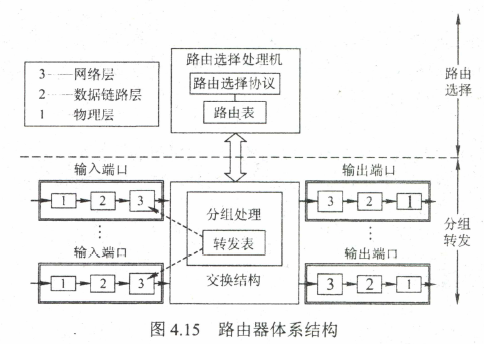 3——网络层
2——数据链路层
1 物理层
路由选择处理机
路由选择协议
路由表
路由
选择
输入端口
输出端口
1 2 3
3 2 1
分组处理
转发表
交换结构
分组
转发
输入端口
输出端口
1 2 3
3 2 1
图 4.15 路由器体系结构